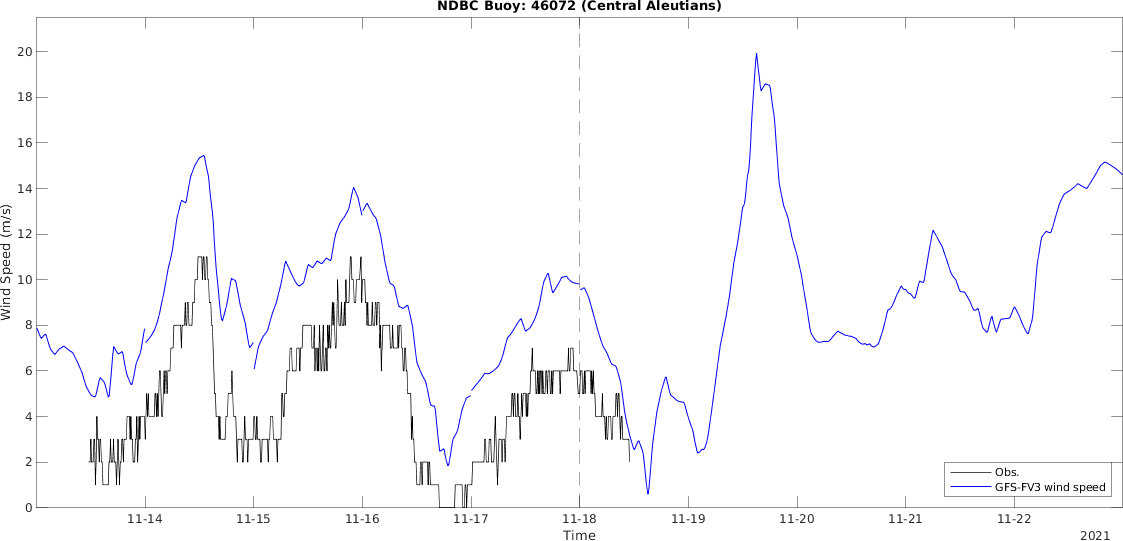 NDBC Buoy: 46072 (Central Aleutians)
Wind Speed (m/s)
20
18
16
14
12
10
8
6
4
2
0
11-14 11-15 11-16 11-17 11-18 11-19 11-20 11-21 11-22
Time
2021
Obs.
GFS-FV3 wind speed